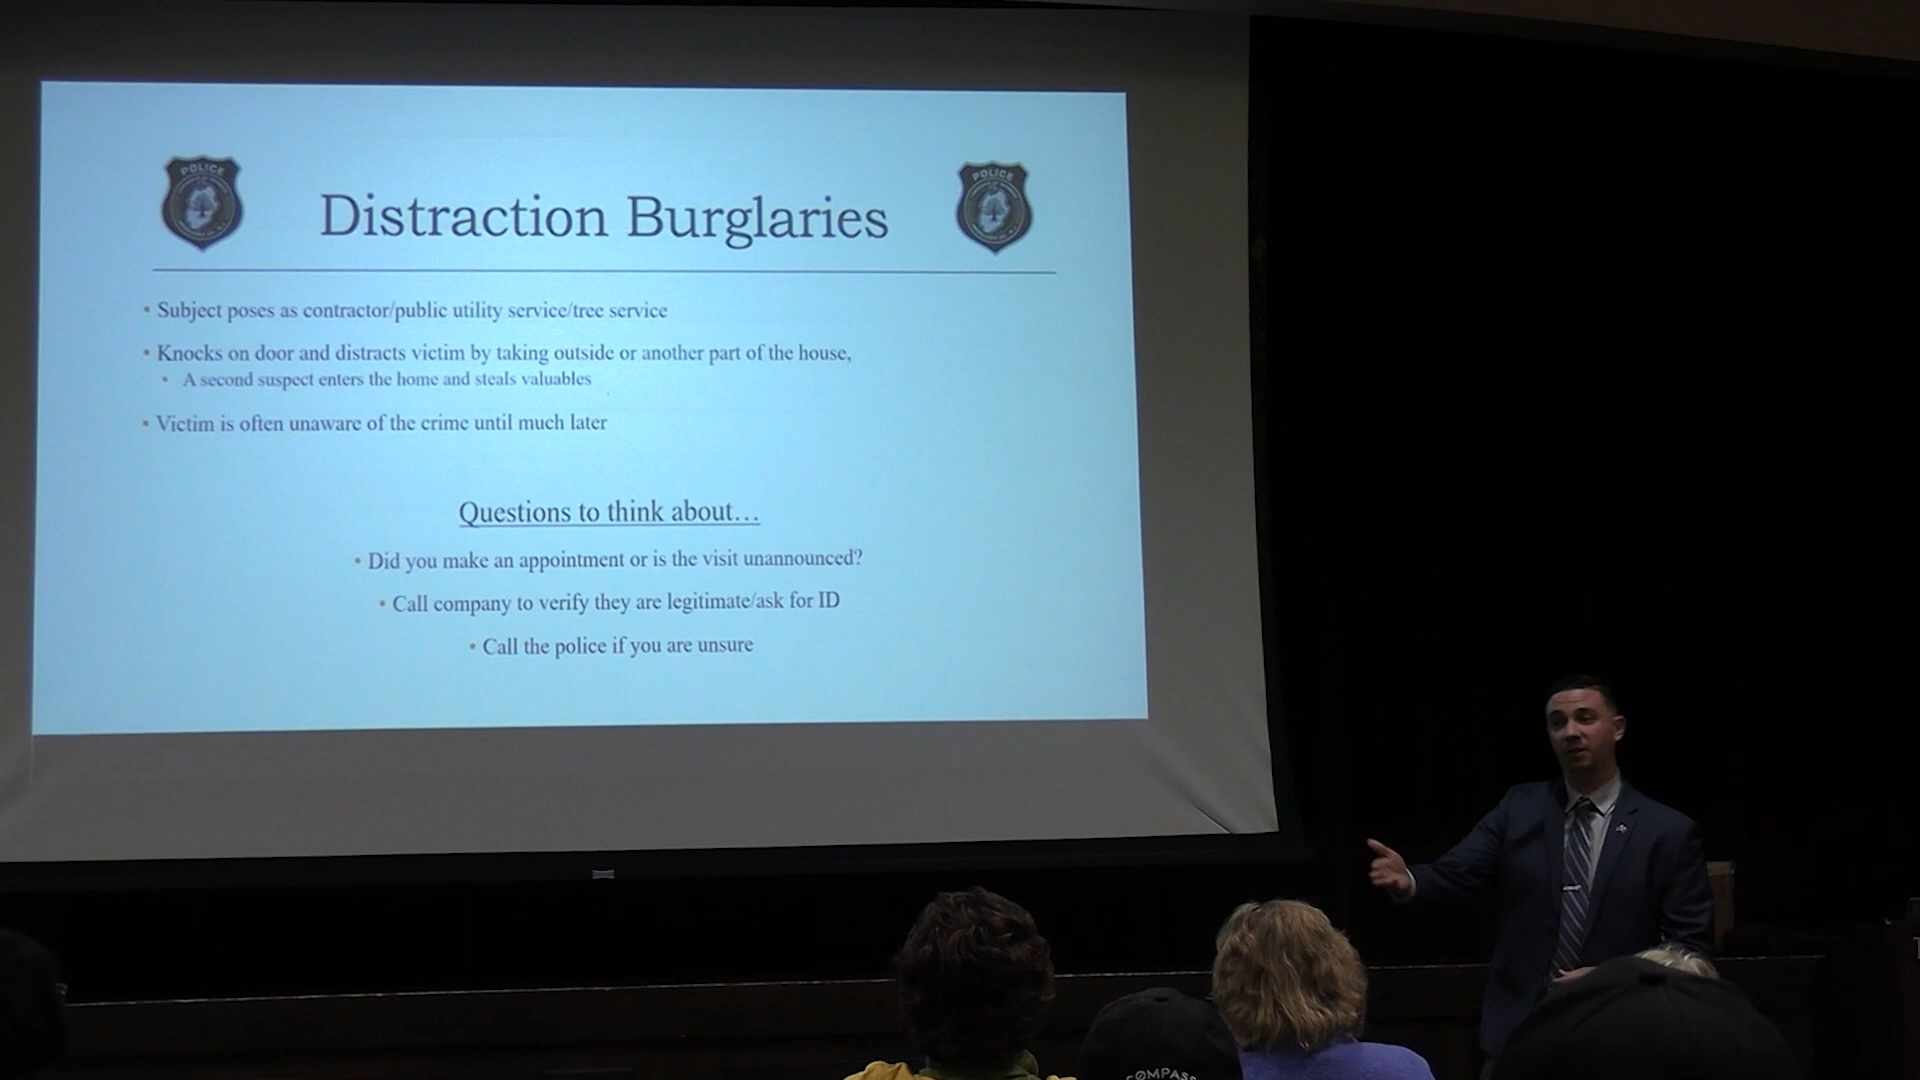 POLICE
POLICE
Distraction Burglaries
• Subject poses as contractor/public utility service/tree service
• Knocks on door and distracts victim by taking outside or another part of the house,
• A second suspect enters the home and steals valuables
• Victim is often unaware of the crime until much later
Questions to think about…
• Did you make an appointment or is the visit unannounced?
• Call company to verify they are legitimate/ask for ID
• Call the police if you are unsure
COMPASS